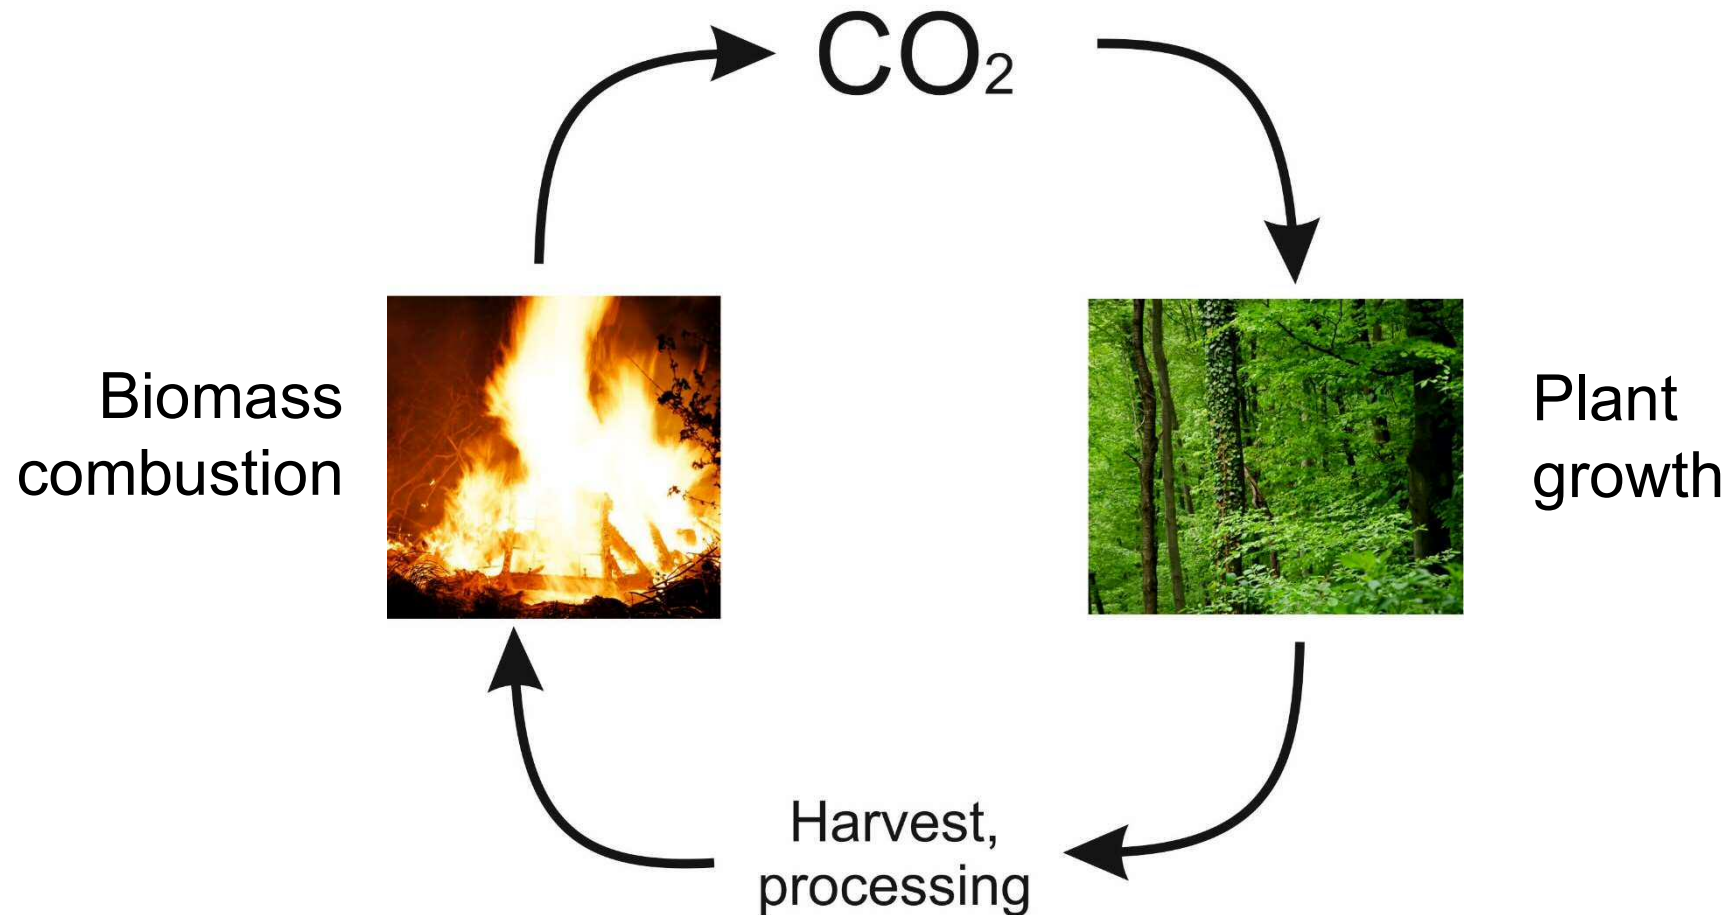 CO₂
Biomass
combustion
Plant
growth
Harvest,
processing